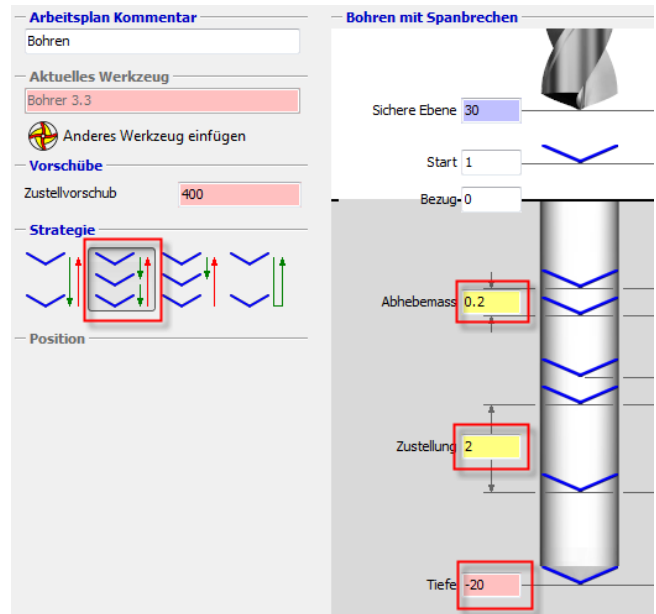 Arbeitsplan Kommentar
Bohren
Aktuelles Werkzeug
Bohrer 3.3
Anderes Werkzeug einfügen
Vorschübe
Zustellvorschub 400
Strategie
Position
Bohren mit Spanbrechen
Sichere Ebene 30
Start 1
Bezug 0
Abhebemass 0.2
Zustellung 2
Tiefe -20